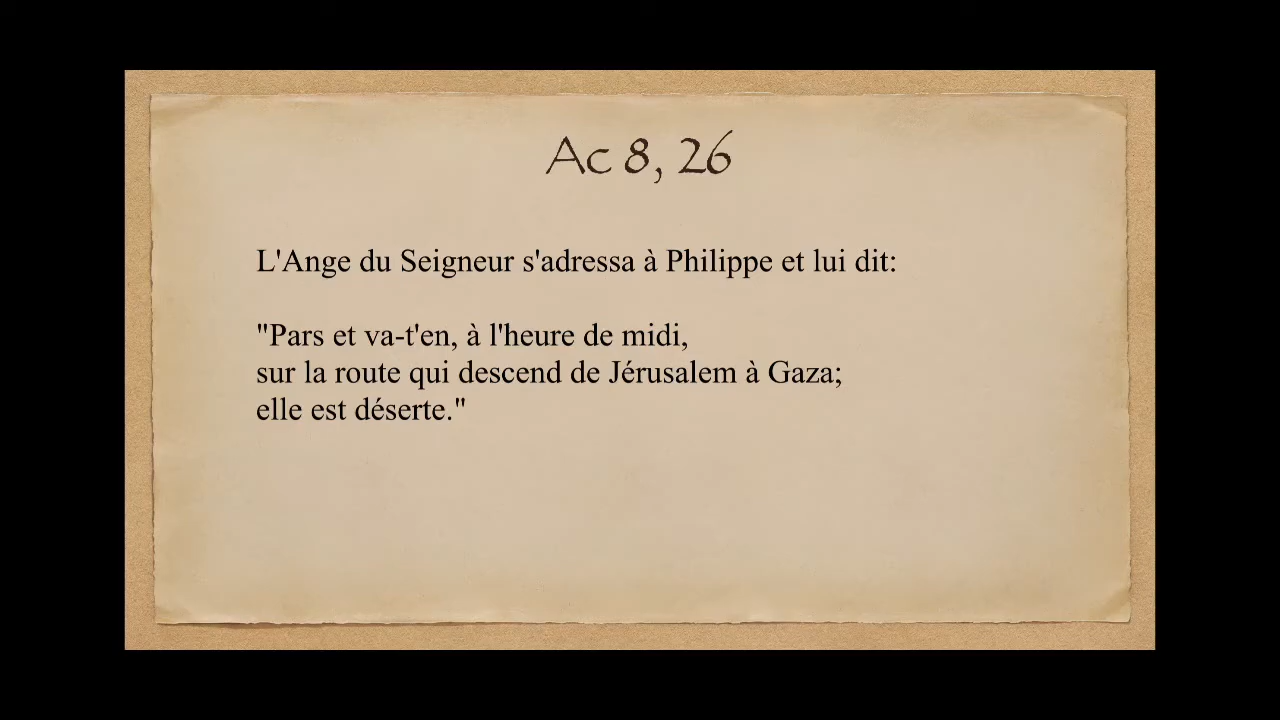 Ac 8, 26
L'Ange du Seigneur s'adressa à Philippe et lui dit:
"Pars et va-t'en, à l'heure de midi,
sur la route qui descend de Jérusalem à Gaza;
elle est déserte."